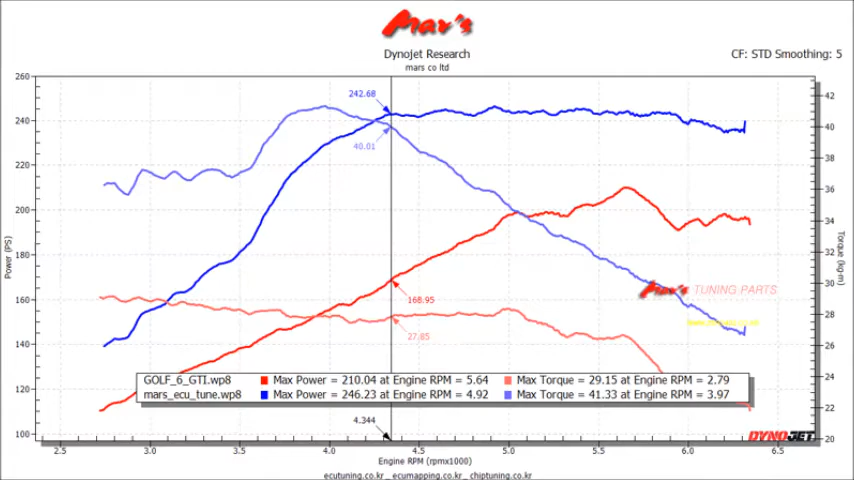 Mar's
Dynojet Research
mars co ltd
CF: STD Smoothing: 5
260
240
220
200
180
160
140
120
100
Power (PS)
42
40
38
36
34
32
30
28
26
24
22
20
Torque (kg-m)
242.68
40.01
168.95
27.85
4.344
Mar's TUNING PARTS
GOLF_6_GTI.wp8 Max Power = 210.04 at Engine RPM = 5.64 Max Torque = 29.15 at Engine RPM = 2.79
mars_ecu_tune.wp8 Max Power = 246.23 at Engine RPM = 4.92 Max Torque = 41.33 at Engine RPM = 3.97
DYNOJET
2.5 3.0 3.5 4.0 4.5 5.0 5.5 6.0 6.5
Engine RPM (rpmx1000)
ecutuning.co.kr _ ecumapping.co.kr _ chiptuning.co.kr